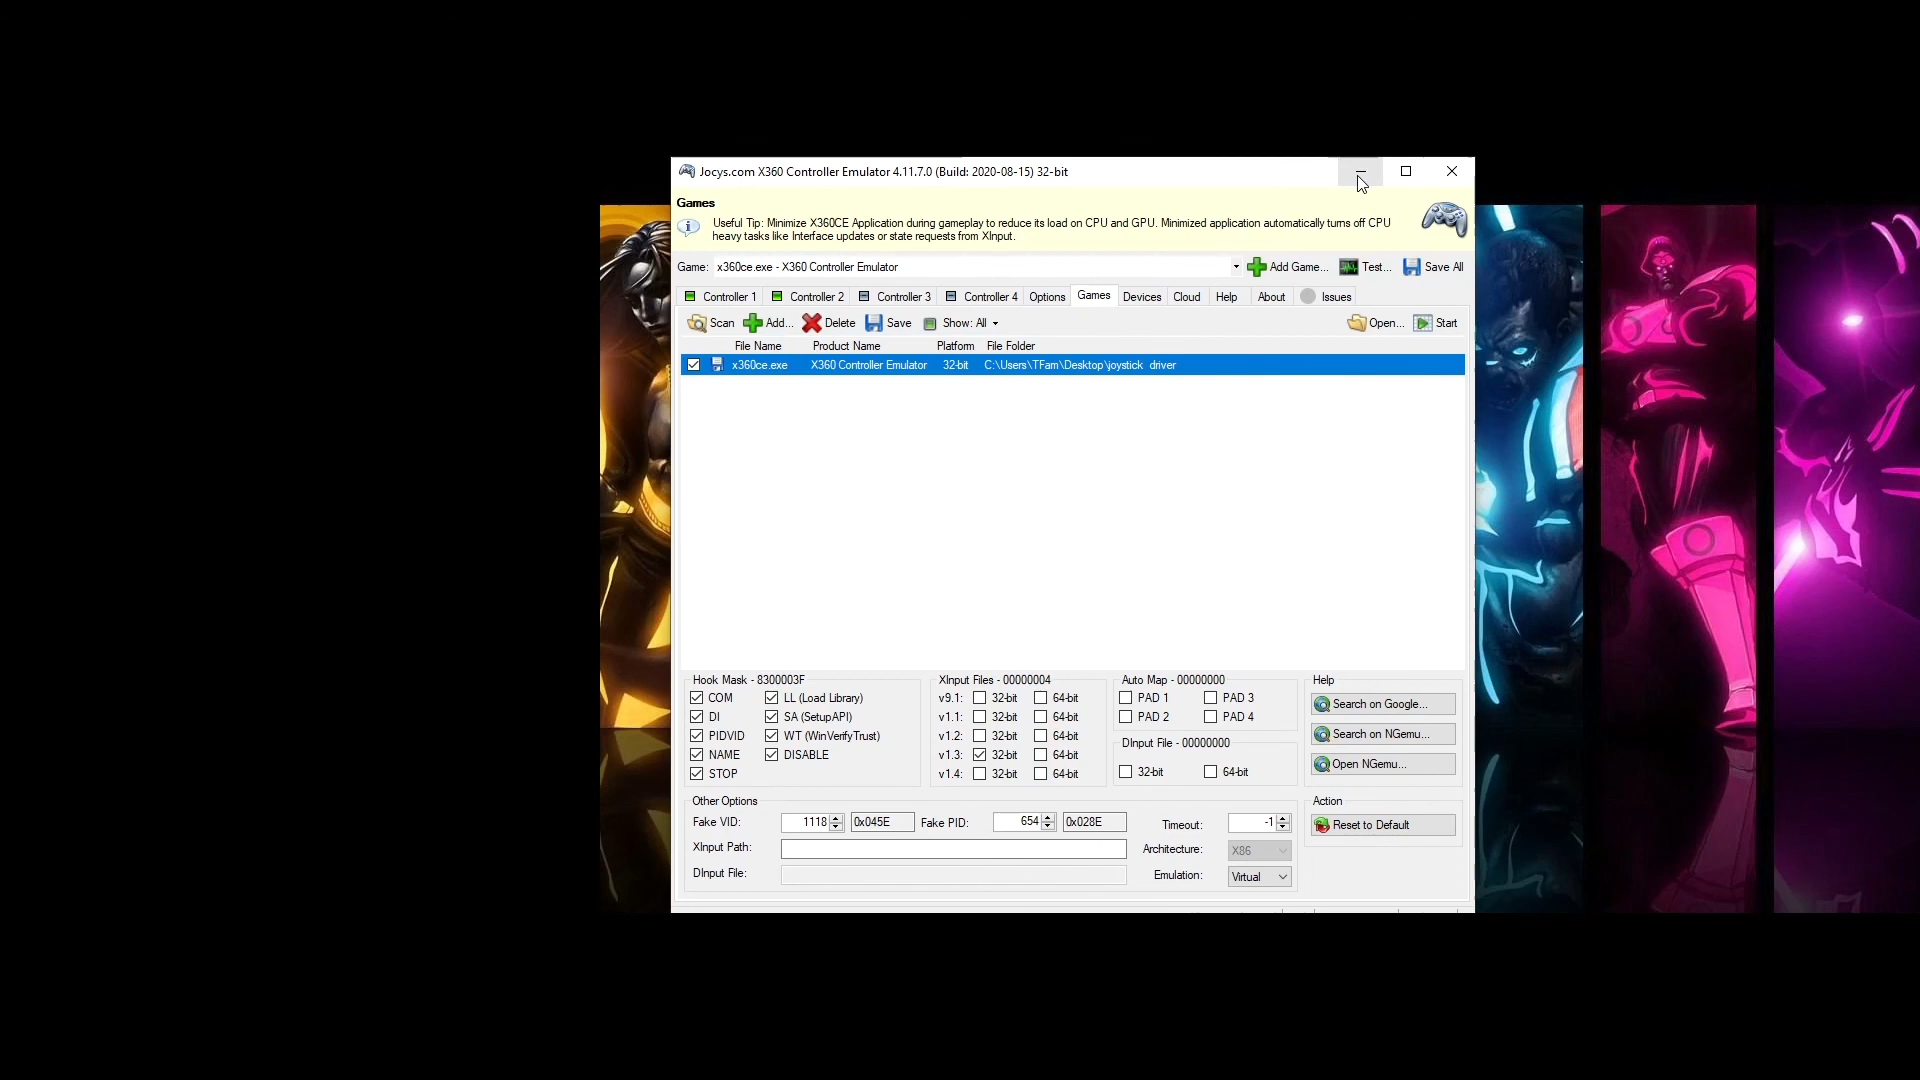 Jocys.com X360 Controller Emulator 4.11.7.0 (Build: 2020-08-15) 32-bit
Games
Useful Tip: Minimize X360CE Application during gameplay to reduce its load on CPU and GPU. Minimized application automatically turns off CPU
heavy tasks like Interface updates or state requests from XInput.
Game: x360ce.exe - X360 Controller Emulator Add Game... Test... Save All
Controller 1 Controller 2 Controller 3 Controller 4 Options Games Devices Cloud Help About Issues
Scan Add... Delete Save Show: All Open... Start
File Name Product Name Platform File Folder
x360ce.exe X360 Controller Emulator 32-bit C:\Users\TFam\Desktop\joystick driver
Hook Mask - 8300003F XInput Files - 00000004 Auto Map - 00000000 Help
COM LL (Load Library) v9.1: 32-bit 64-bit PAD 1 PAD 3 Search on Google...
DI SA (SetupAPI) v1.1: 32-bit 64-bit PAD 2 PAD 4
PIDVID WT (WinVerifyTrust) v1.2: 32-bit 64-bit DInput File - 00000000 Search on NGemu...
NAME DISABLE v1.3: 32-bit 64-bit Open NGemu...
STOP v1.4: 32-bit 64-bit 32-bit 64-bit
Other Options Action
Fake VID: 1118 0x045E Fake PID: 654 0x028E Timeout: -1 Reset to Default
XInput Path: Architecture: X86
DInput File: Emulation: Virtual